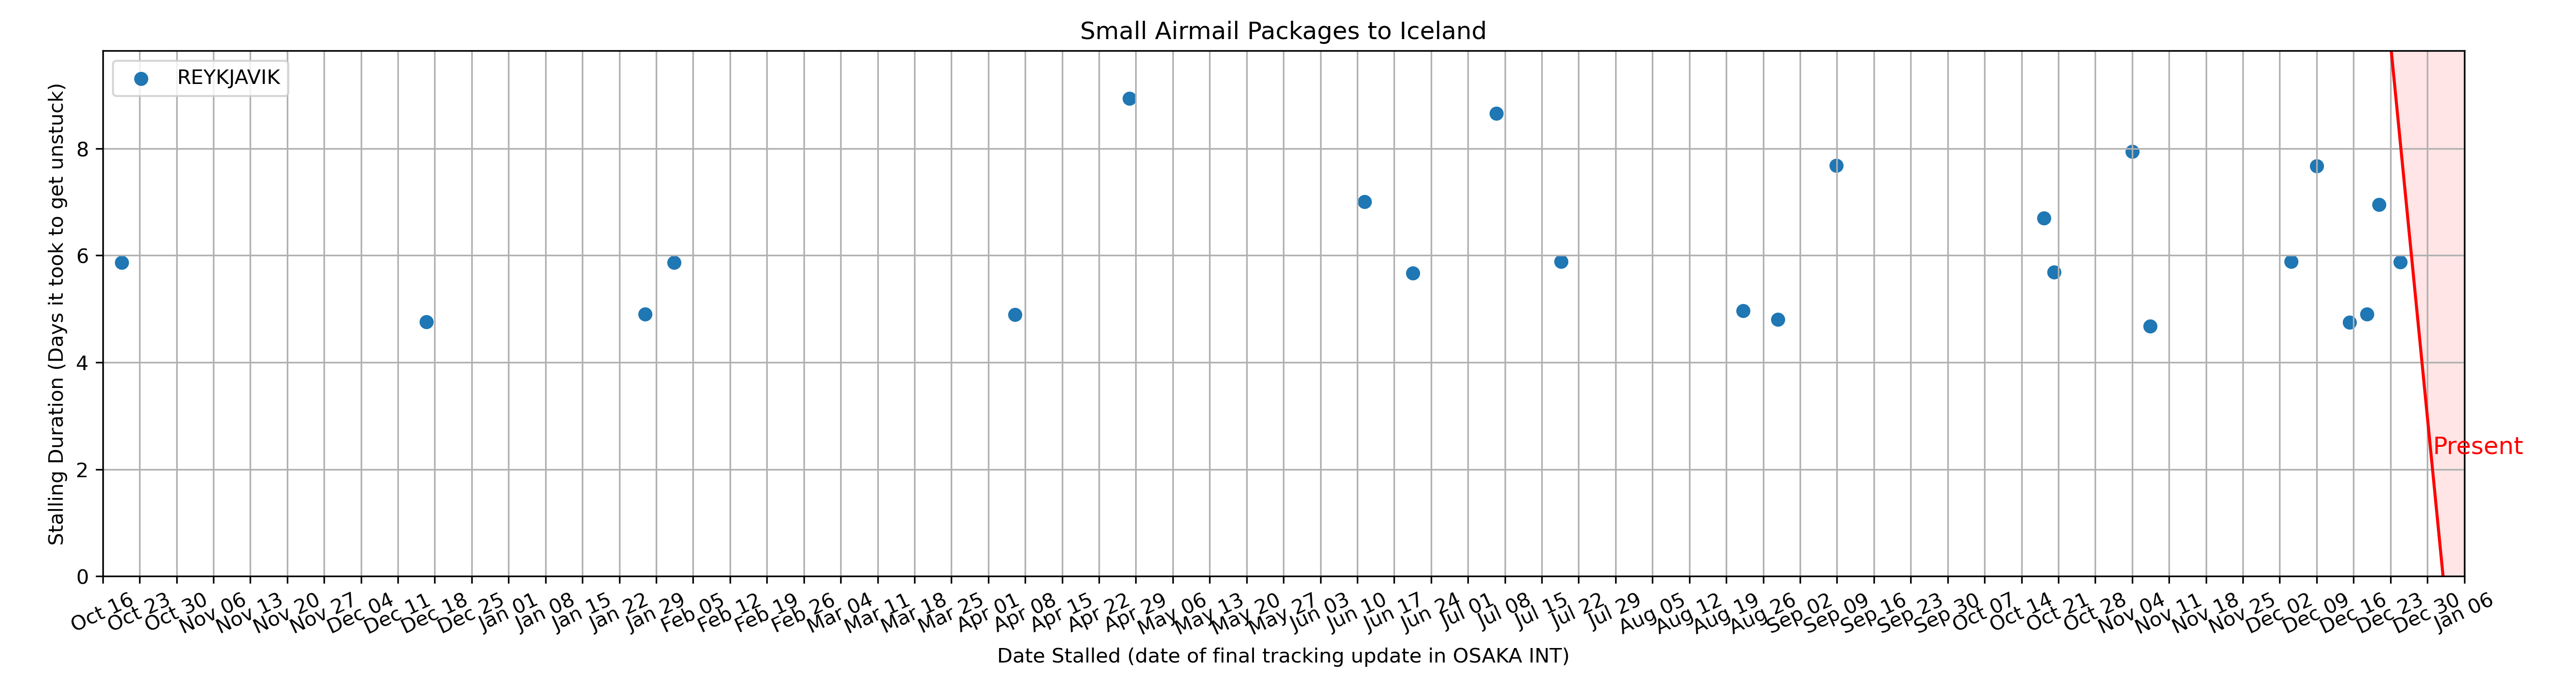 Small Airmail Packages to Iceland
REYKJAVIK
Stalling Duration (Days it took to get unstuck)
8
6
4
2
0
Present
Oct 16
Oct 23
Oct 30
Nov 06
Nov 13
Nov 20
Nov 27
Dec 04
Dec 11
Dec 18
Dec 25
Jan 01
Jan 08
Jan 15
Jan 22
Jan 29
Feb 05
Feb 12
Feb 19
Feb 26
Mar 04
Mar 11
Mar 18
Mar 25
Apr 01
Apr 08
Apr 15
Apr 22
Apr 29
May 06
May 13
May 20
May 27
Jun 03
Jun 10
Jun 17
Jun 24
Jul 01
Jul 08
Jul 15
Jul 22
Jul 29
Aug 05
Aug 12
Aug 19
Aug 26
Sep 02
Sep 09
Sep 16
Sep 23
Sep 30
Oct 07
Oct 14
Oct 21
Oct 28
Nov 04
Nov 11
Nov 18
Nov 25
Dec 02
Dec 09
Dec 16
Dec 23
Dec 30
Jan 06
Date Stalled (date of final tracking update in OSAKA INT)